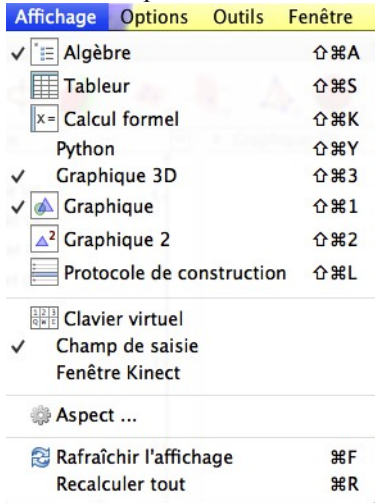 Affichage Options Outils Fenêtre
✓ Algèbre ⇧⌘A
Tableur ⇧⌘S
x= Calcul formel ⇧⌘K
Python ⇧⌘Y
✓ Graphique 3D ⇧⌘3
✓ Graphique ⇧⌘1
2 Graphique 2 ⇧⌘2
Protocole de construction ⇧⌘L
Clavier virtuel
✓ Champ de saisie
Fenêtre Kinect
Aspect ...
Rafraîchir l'affichage ⌘F
Recalculer tout ⌘R